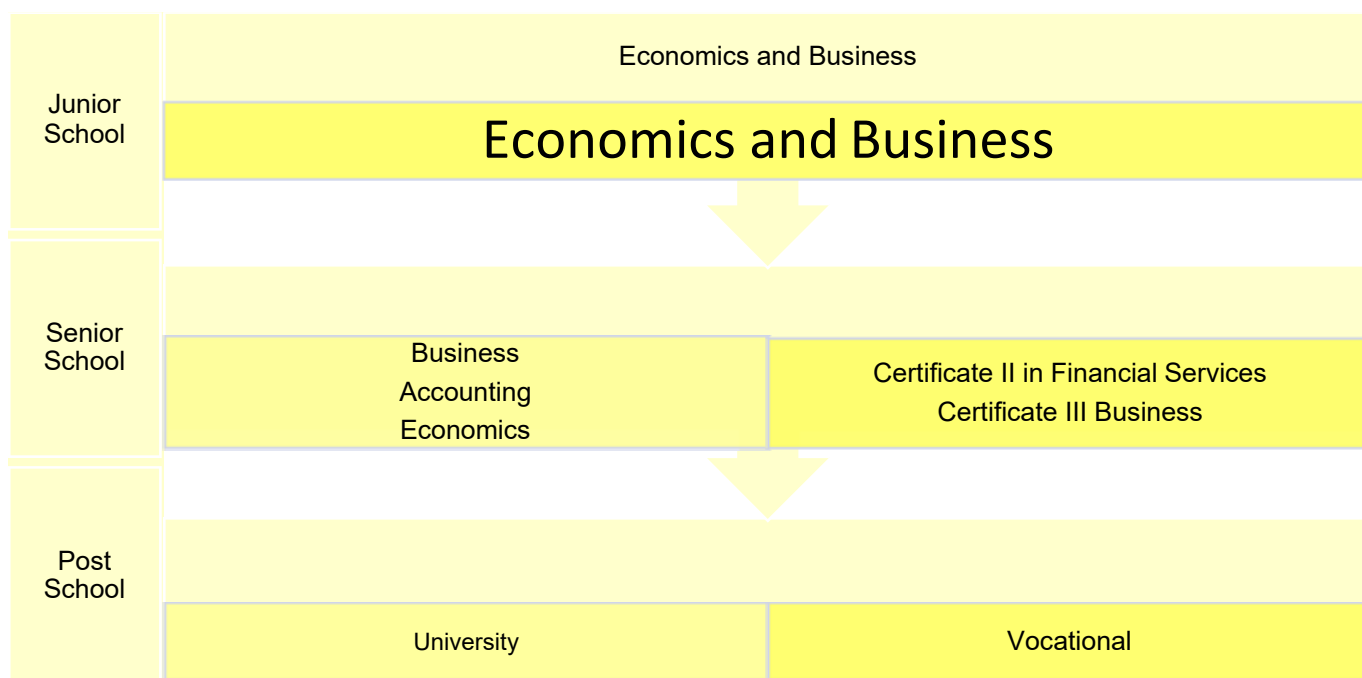 Economics and Business
Junior
School
Economics and Business
Senior
School
Business
Accounting
Economics
Certificate II in Financial Services
Certificate III Business
Post
School
University
Vocational